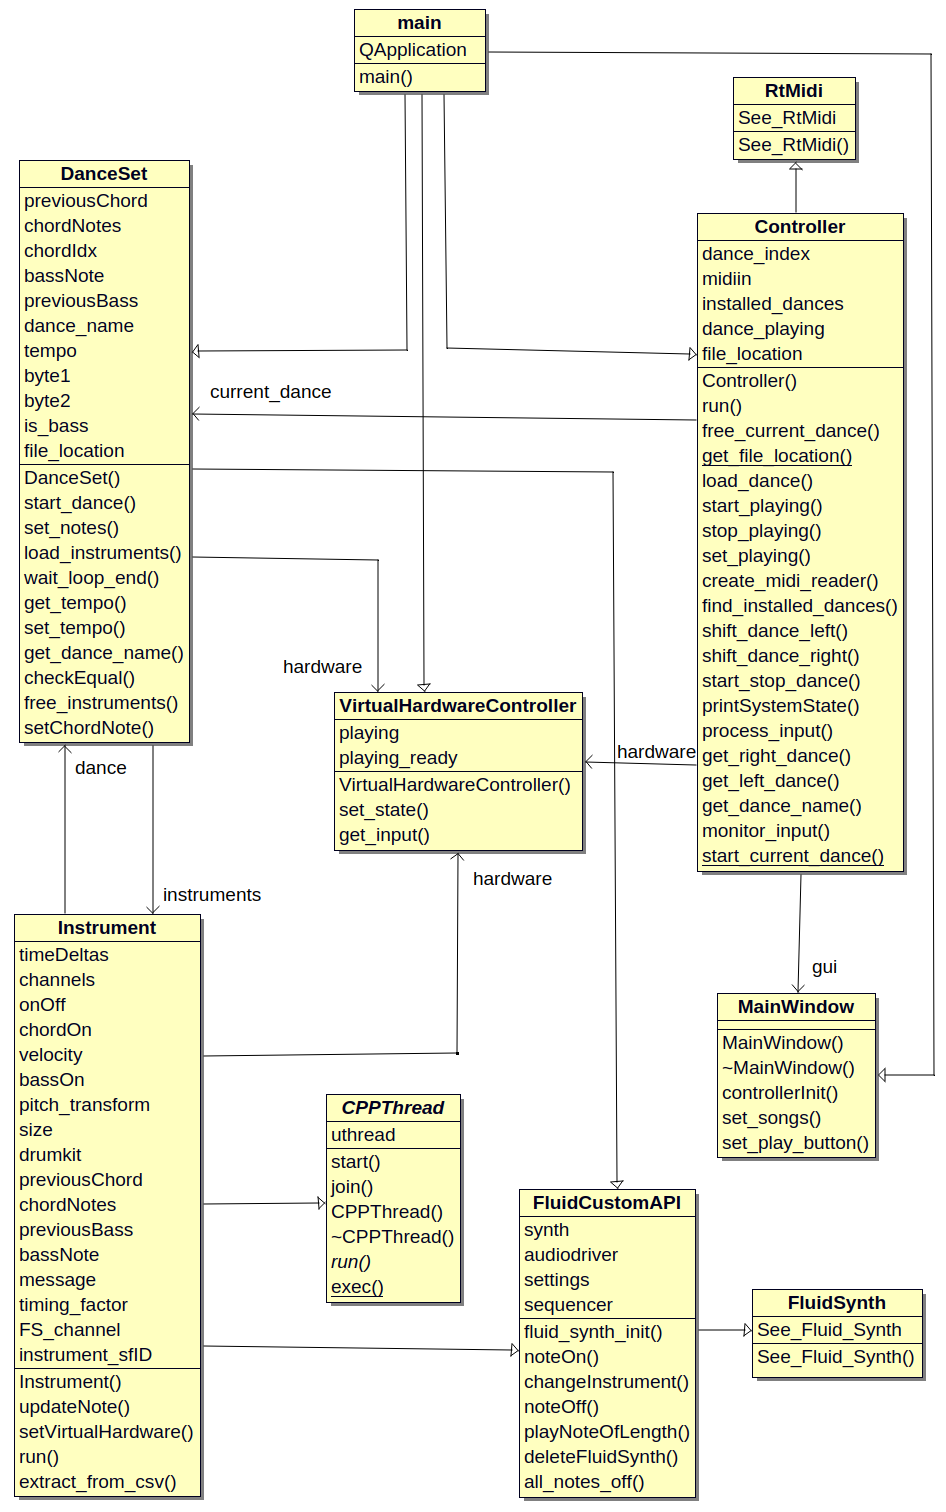 main
QApplication
main()
RtMidi
See_RtMidi
See_RtMidi()
DanceSet
previousChord
chordNotes
chordIdx
bassNote
previousBass
dance_name
tempo
byte1
byte2
is_bass
file_location
DanceSet()
start_dance()
set_notes()
load_instruments()
wait_loop_end()
get_tempo()
set_tempo()
get_dance_name()
checkEqual()
free_instruments()
setChordNote()
Controller
dance_index
midiin
installed_dances
dance_playing
file_location
Controller()
run()
free_current_dance()
get_file_location()
load_dance()
start_playing()
stop_playing()
set_playing()
create_midi_reader()
find_installed_dances()
shift_dance_left()
shift_dance_right()
start_stop_dance()
printSystemState()
process_input()
get_right_dance()
get_left_dance()
get_dance_name()
monitor_input()
start_current_dance()
current_dance
hardware
VirtualHardwareController
playing
playing_ready
VirtualHardwareController()
set_state()
get_input()
hardware
dance
hardware
instruments
gui
Instrument
timeDeltas
channels
onOff
chordOn
velocity
bassOn
pitch_transform
size
drumkit
previousChord
chordNotes
previousBass
bassNote
message
timing_factor
FS_channel
instrument_sfID
Instrument()
updateNote()
setVirtualHardware()
run()
extract_from_csv()
MainWindow
MainWindow()
~MainWindow()
controllerInit()
set_songs()
set_play_button()
CPPThread
uthread
start()
join()
CPPThread()
~CPPThread()
run()
exec()
FluidCustomAPI
synth
audiodriver
settings
sequencer
fluid_synth_init()
noteOn()
changeInstrument()
noteOff()
playNoteOfLength()
deleteFluidSynth()
all_notes_off()
FluidSynth
See_Fluid_Synth
See_Fluid_Synth()